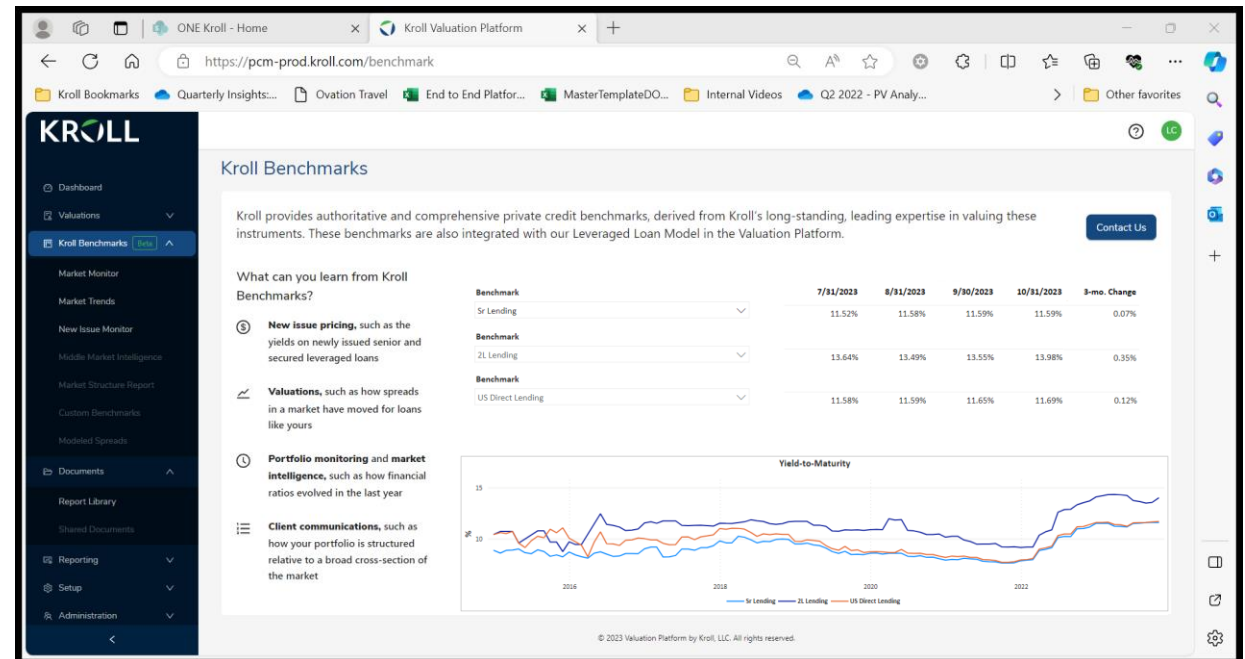 ONE Kroll - Home
Kroll Valuation Platform
https://pcm-prod.kroll.com/benchmark
Kroll Bookmarks
Quarterly Insights:...
Ovation Travel
End to End Platfor...
MasterTemplateDO...
Internal Videos
Q2 2022 - PV Analy...
Other favorites
KROLL
LC
Dashboard
Valuations
Kroll Benchmarks Beta
Market Monitor
Market Trends
New Issue Monitor
Middle Market Intelligence
Market Structure Report
Custom Benchmarks
Modeled Spreads
Documents
Report Library
Shared Documents
Reporting
Setup
Administration
Kroll Benchmarks
Kroll provides authoritative and comprehensive private credit benchmarks, derived from Kroll's long-standing, leading expertise in valuing these
instruments. These benchmarks are also integrated with our Leveraged Loan Model in the Valuation Platform.
Contact Us
What can you learn from Kroll
Benchmarks?
New issue pricing, such as the
yields on newly issued senior and
secured leveraged loans
Valuations, such as how spreads
in a market have moved for loans
like yours
Portfolio monitoring and market
intelligence, such as how financial
ratios evolved in the last year
Client communications, such as
how your portfolio is structured
relative to a broad cross-section of
the market
Benchmark 7/31/2023 8/31/2023 9/30/2023 10/31/2023 3-mo. Change
Sr Lending 11.52% 11.58% 11.59% 11.59% 0.07%
Benchmark
2L Lending 13.64% 13.49% 13.55% 13.98% 0.35%
Benchmark
US Direct Lending 11.58% 11.59% 11.65% 11.69% 0.12%
Yield-to-Maturity
15
%
10
2016 2018 2020 2022
Sr Lending 2L Lending US Direct Lending
© 2023 Valuation Platform by Kroll, LLC. All rights reserved.